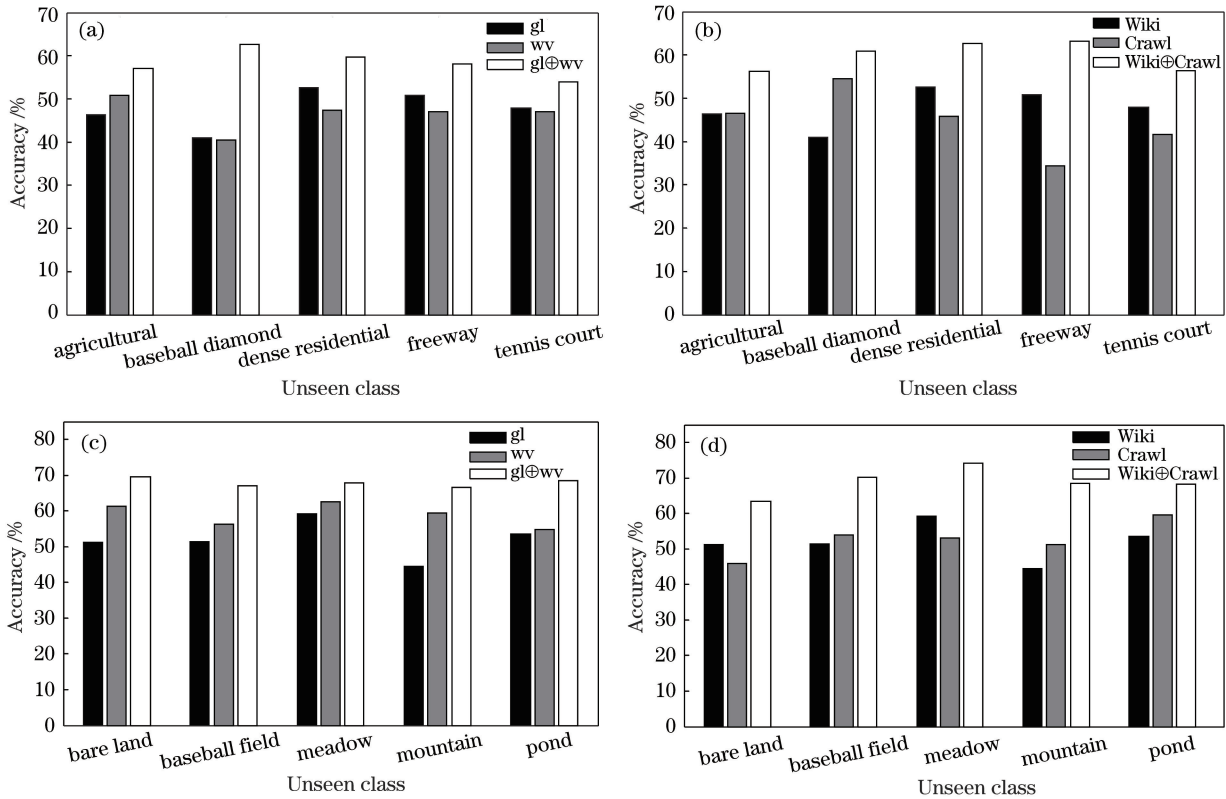 (a)
gl
wv
gl⊕wv
70
60
50
40
30
20
10
0
Accuracy /%
agricultural
baseball diamond
dense residential
freeway
tennis court
Unseen class
(b)
Wiki
Crawl
Wiki⊕Crawl
70
60
50
40
30
20
10
0
Accuracy /%
agricultural
baseball diamond
dense residential
freeway
tennis court
Unseen class
(c)
gl
wv
gl⊕wv
80
70
60
50
40
30
20
10
0
Accuracy /%
bare land
baseball field
meadow
mountain
pond
Unseen class
(d)
Wiki
Crawl
Wiki⊕Crawl
80
70
60
50
40
30
20
10
0
Accuracy /%
bare land
baseball field
meadow
mountain
pond
Unseen class